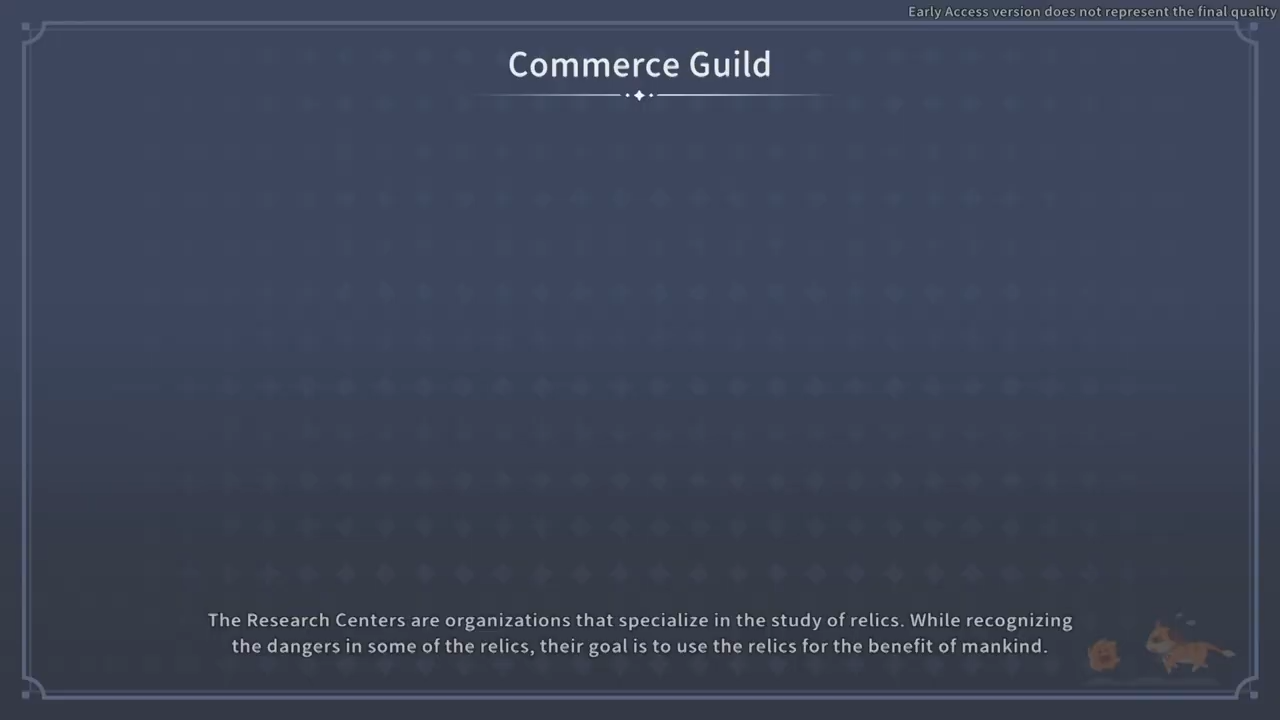 Early Access version does not represent the final quality
Commerce Guild
The Research Centers are organizations that specialize in the study of relics. While recognizing
the dangers in some of the relics, their goal is to use the relics for the benefit of mankind.